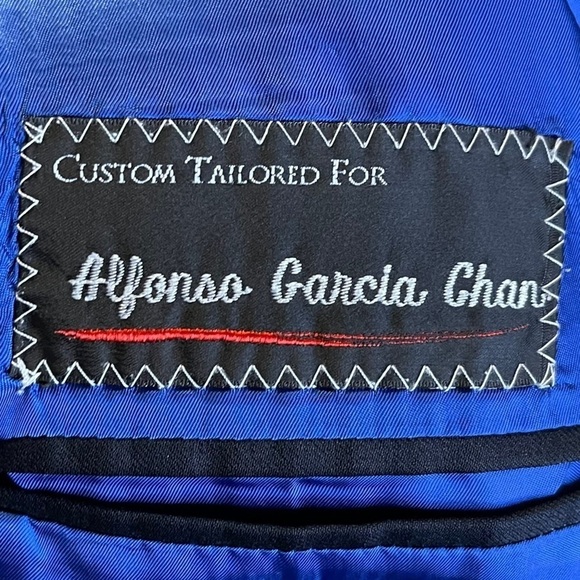 Custom Tailored For
Alfonso Garcia Chan